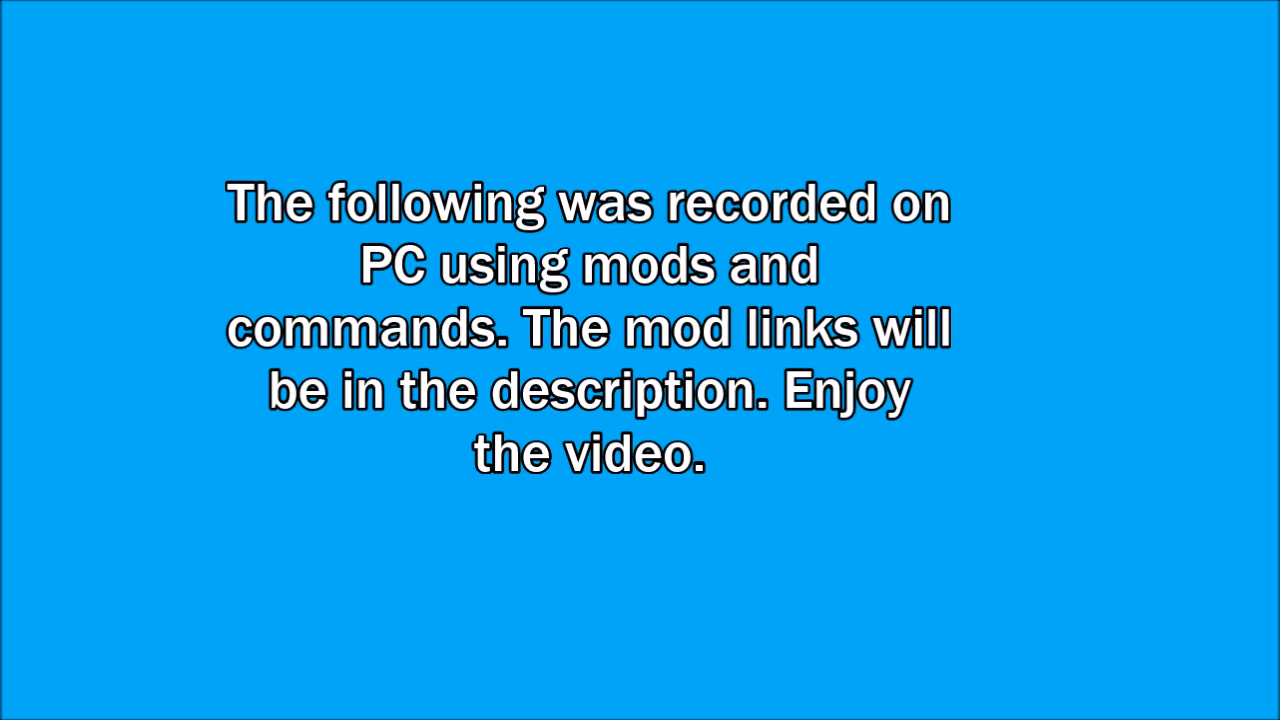 The following was recorded on
PC using mods and
commands. The mod links will
be in the description. Enjoy
the video.